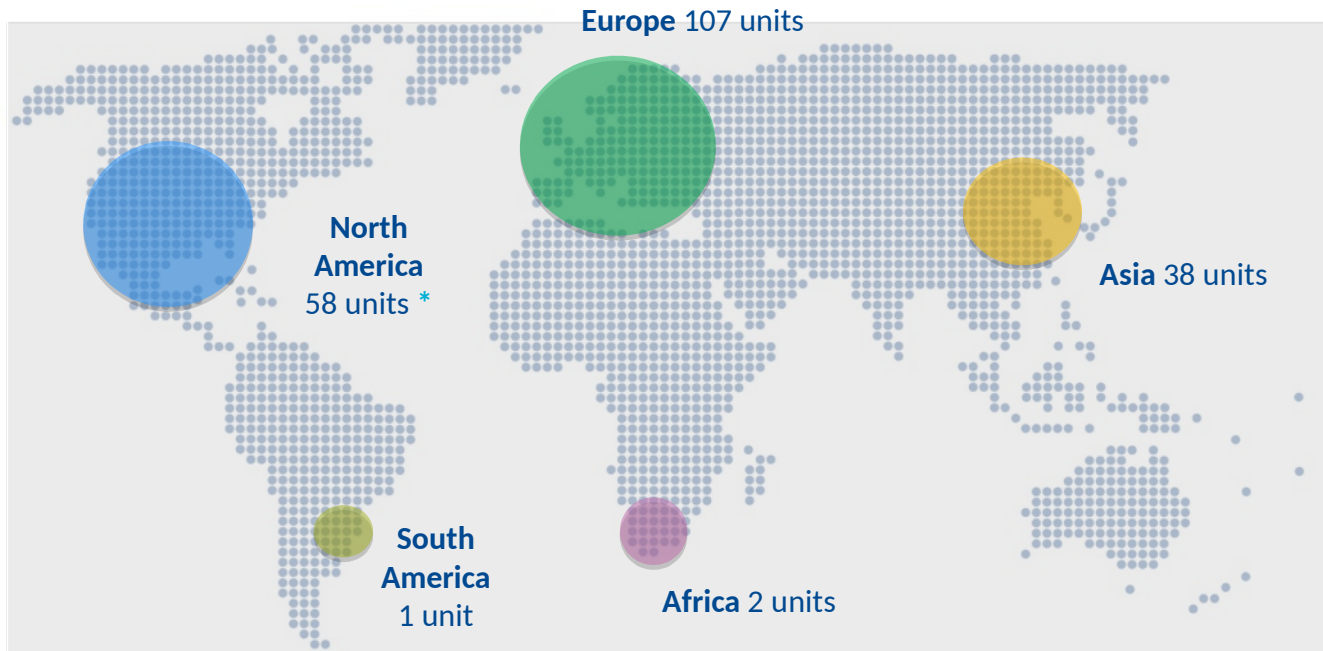 Europe 107 units
North
America
58 units *
Asia 38 units
South
America
1 unit
Africa 2 units